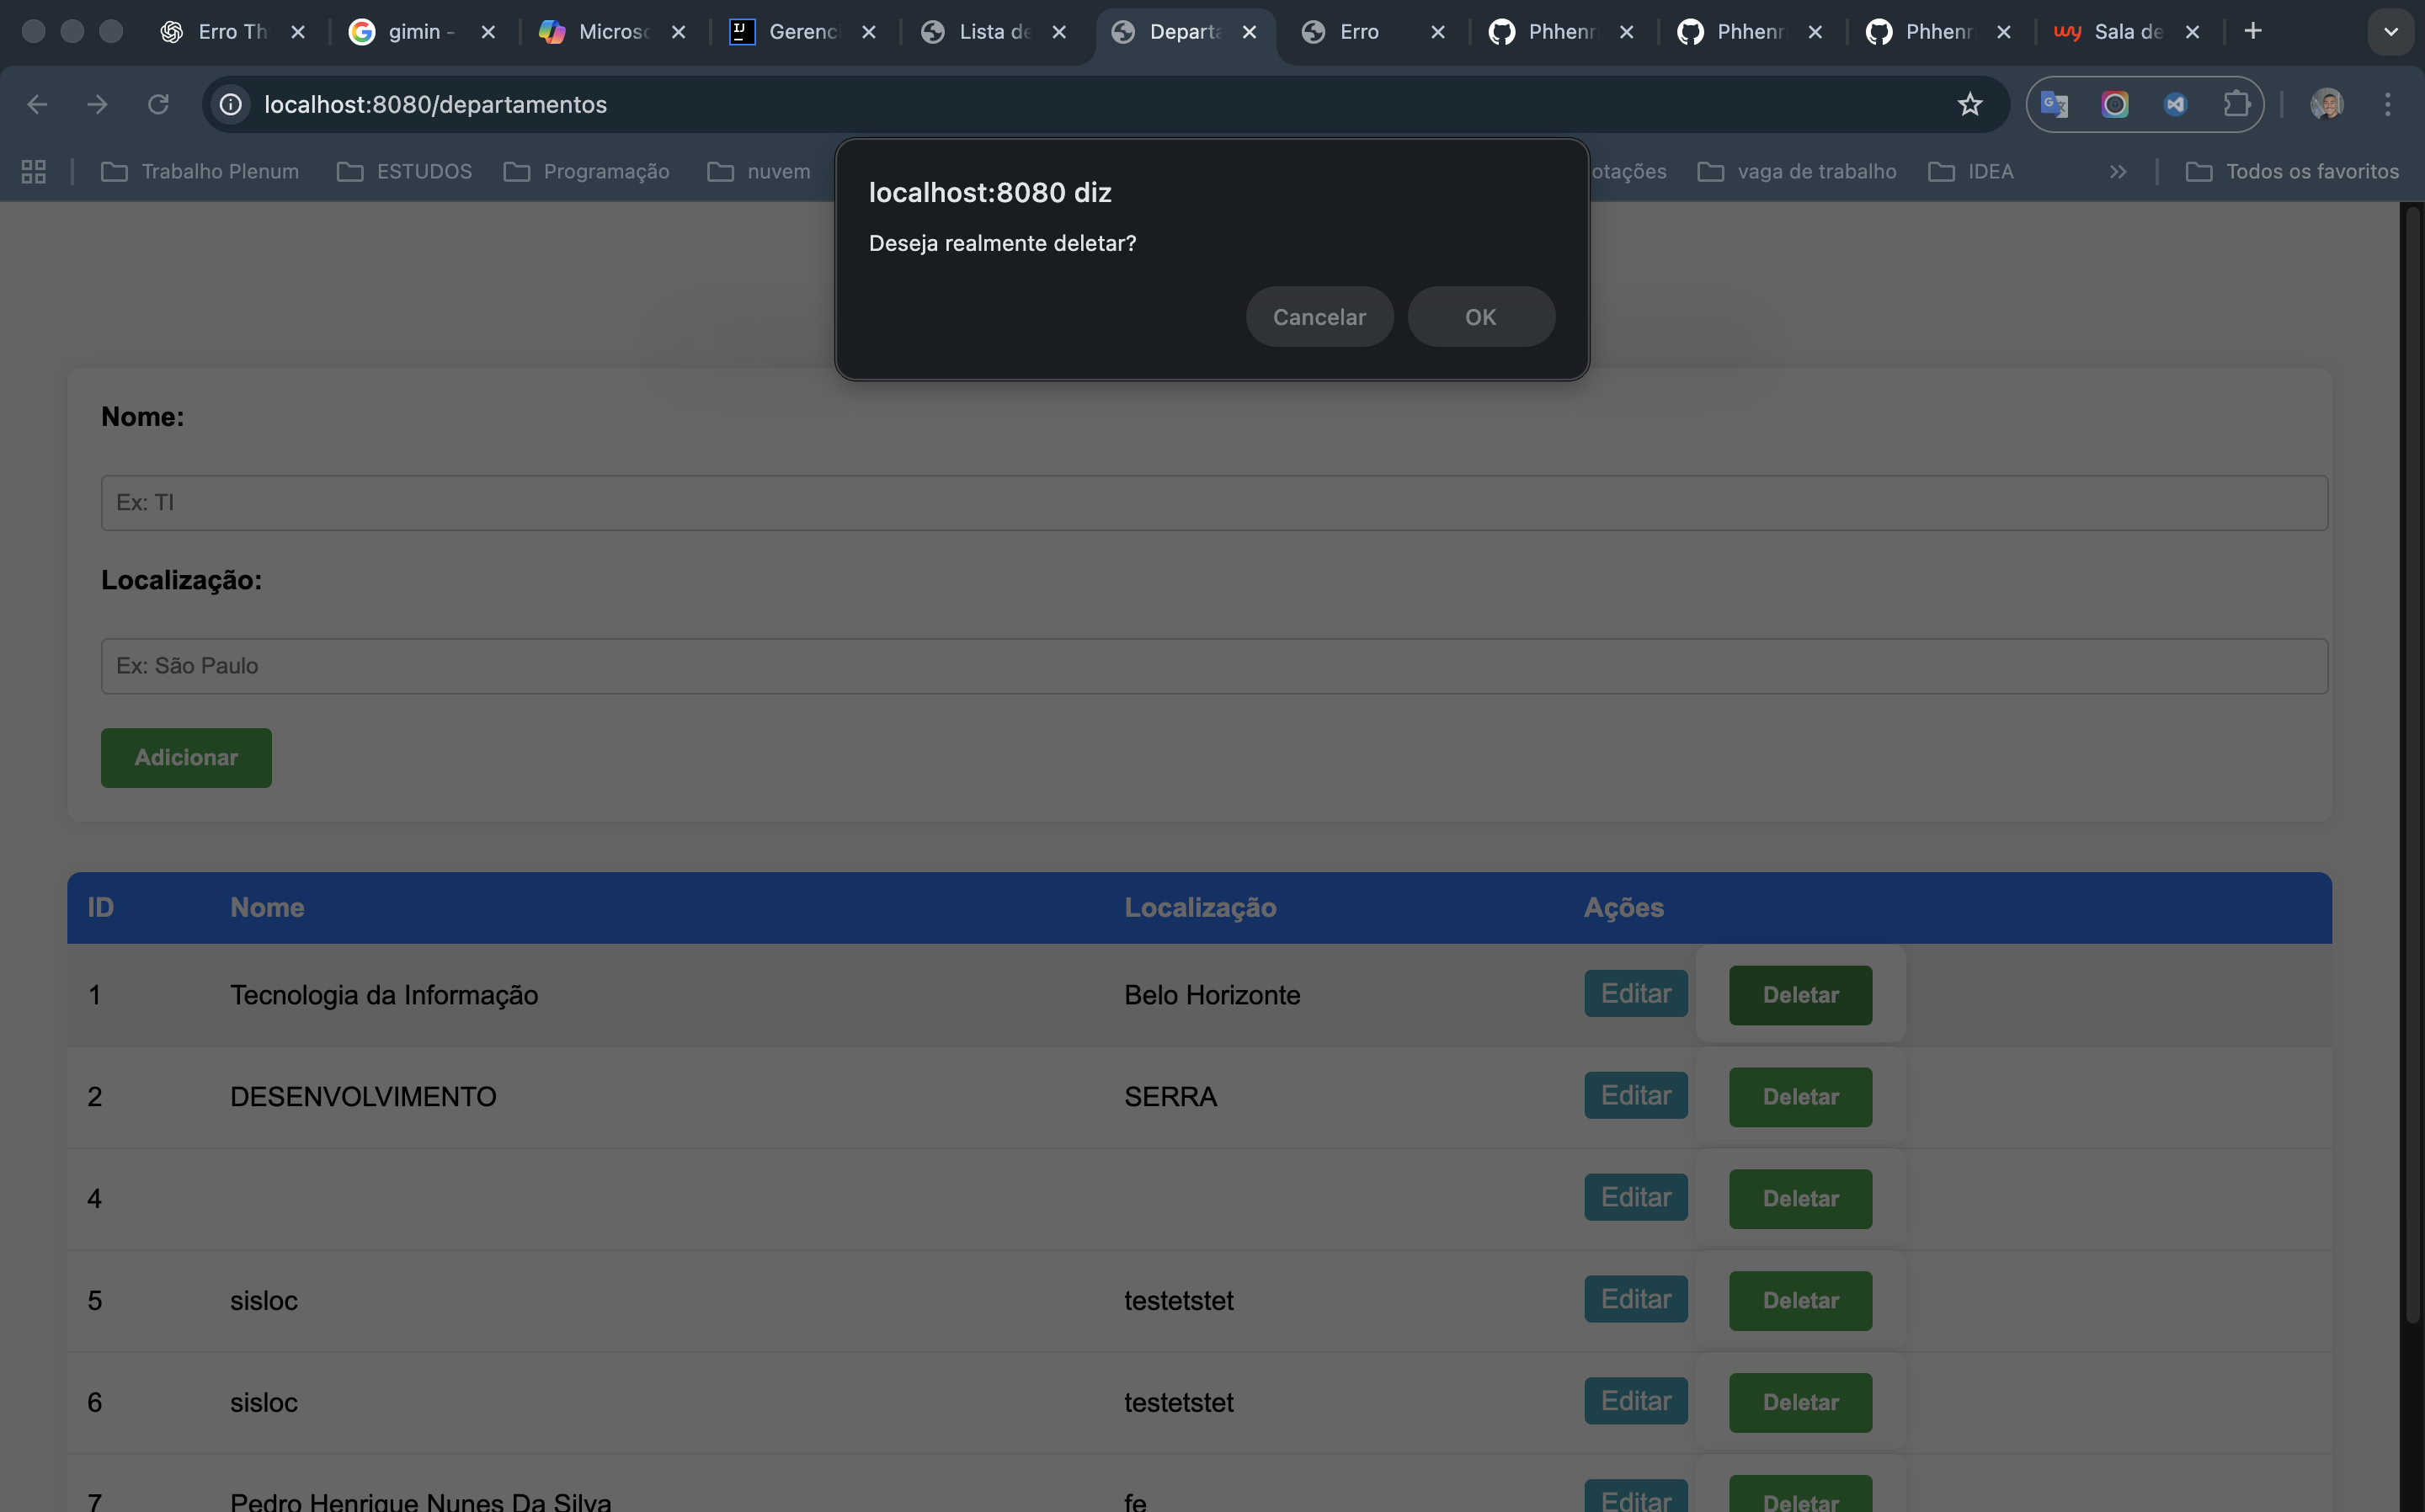 Erro Th
gimin -
Microso
Gerenci
Lista de
Departa
Erro
Phhenr
Phhenr
Phhenr
Sala de
localhost:8080/departamentos
Trabalho Plenum
ESTUDOS
Programação
nuvem
otações
vaga de trabalho
IDEA
Todos os favoritos
localhost:8080 diz
Deseja realmente deletar?
Cancelar OK
Nome:
Ex: TI
Localização:
Ex: São Paulo
Adicionar
ID Nome Localização Ações
1 Tecnologia da Informação Belo Horizonte Editar Deletar
2 DESENVOLVIMENTO SERRA Editar Deletar
4 Editar Deletar
5 sisloc testetstet Editar Deletar
6 sisloc testetstet Editar Deletar
7 Pedro Henrique Nunes Da Silva fe Editar Deletar